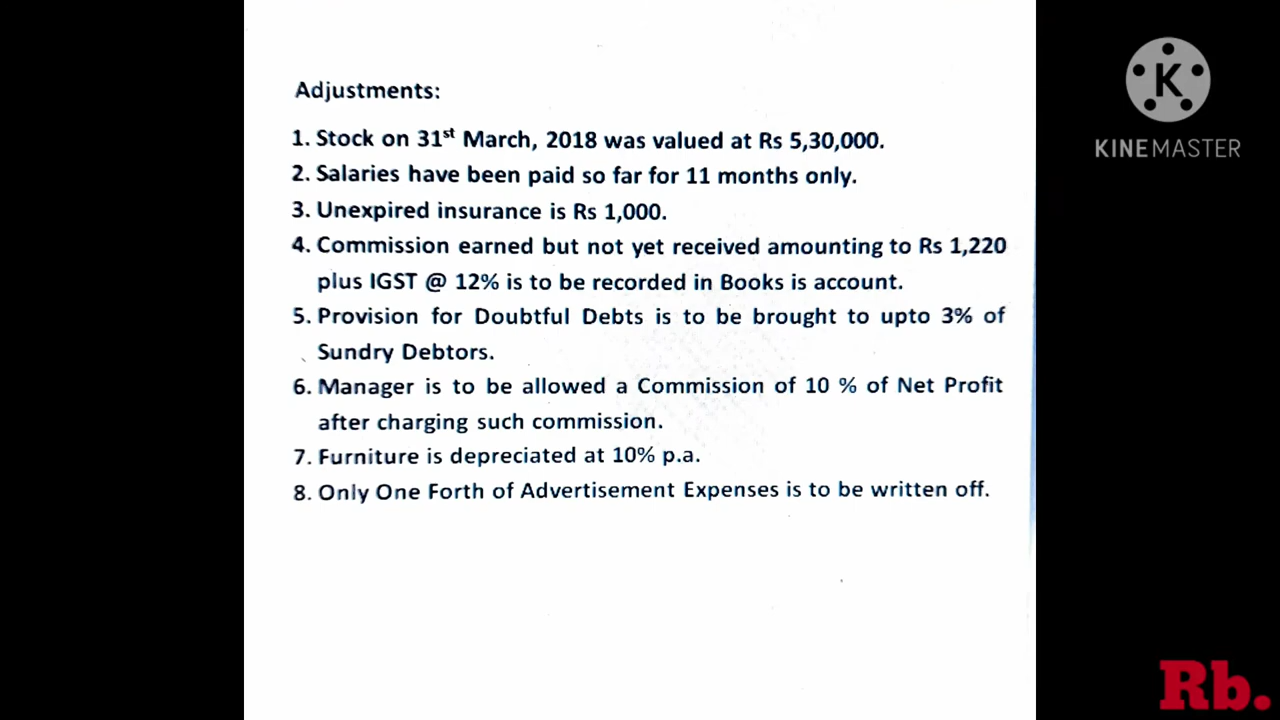 Adjustments:
1. Stock on 31st March, 2018 was valued at Rs 5,30,000.
2. Salaries have been paid so far for 11 months only.
3. Unexpired insurance is Rs 1,000.
4. Commission earned but not yet received amounting to Rs 1,220
plus IGST @ 12% is to be recorded in Books is account.
5. Provision for Doubtful Debts is to be brought to upto 3% of
Sundry Debtors.
6. Manager is to be allowed a Commission of 10 % of Net Profit
after charging such commission.
7. Furniture is depreciated at 10% p.a.
8. Only One Forth of Advertisement Expenses is to be written off.
K
KINEMASTER
Rb.